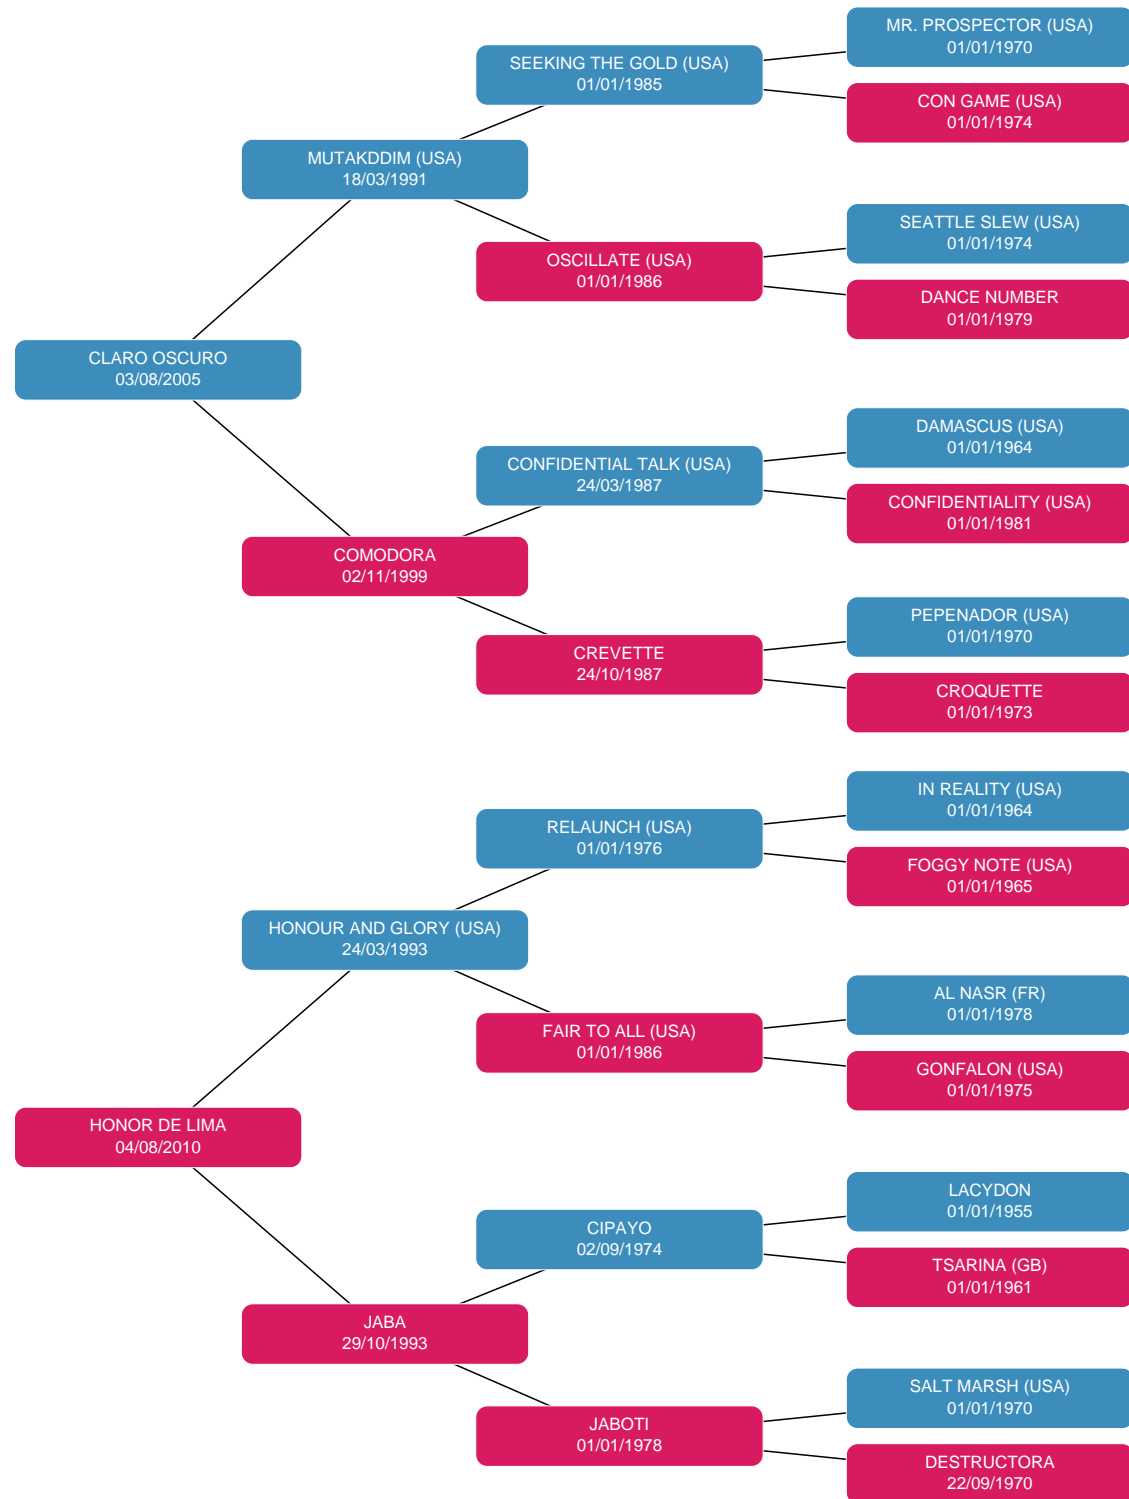 MR. PROSPECTOR (USA)
01/01/1970
SEEKING THE GOLD (USA)
01/01/1985
CON GAME (USA)
01/01/1974
MUTAKDDIM (USA)
18/03/1991
SEATTLE SLEW (USA)
01/01/1974
OSCILLATE (USA)
01/01/1986
DANCE NUMBER
01/01/1979
CLARO OSCURO
03/08/2005
DAMASCUS (USA)
01/01/1964
CONFIDENTIAL TALK (USA)
24/03/1987
CONFIDENTIALITY (USA)
01/01/1981
COMODORA
02/11/1999
PEPENADOR (USA)
01/01/1970
CREVETTE
24/10/1987
CROQUETTE
01/01/1973
IN REALITY (USA)
01/01/1964
RELAUNCH (USA)
01/01/1976
FOGGY NOTE (USA)
01/01/1965
HONOUR AND GLORY (USA)
24/03/1993
AL NASR (FR)
01/01/1978
FAIR TO ALL (USA)
01/01/1986
GONFALON (USA)
01/01/1975
HONOR DE LIMA
04/08/2010
LACYDON
01/01/1955
CIPAYO
02/09/1974
TSARINA (GB)
01/01/1961
JABA
29/10/1993
SALT MARSH (USA)
01/01/1970
JABOTI
01/01/1978
DESTRUCTORA
22/09/1970